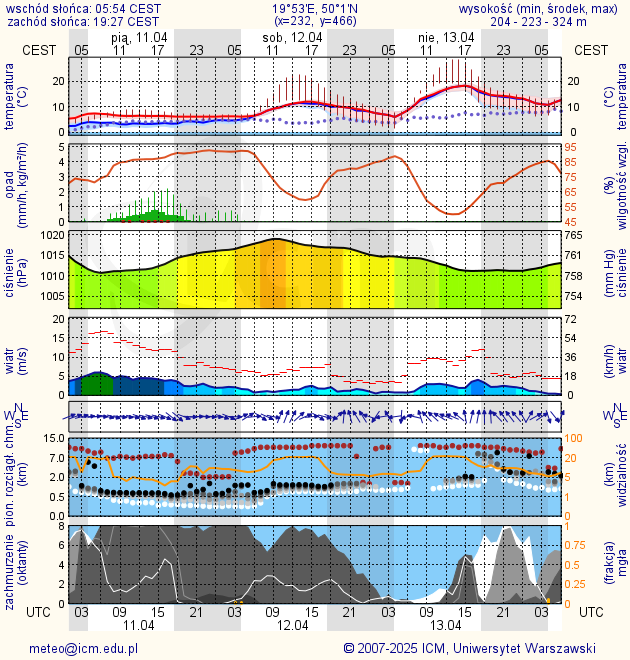 wschód słońca: 05:54 CEST
zachód słońca: 19:27 CEST
19°53'E, 50°1'N
(x=232, y=466)
wysokość (min, środek, max)
204 - 223 - 324 m
pią, 11.04 sob, 12.04 nie, 13.04
CEST 05 11 17 23 05 11 17 23 05 11 17 23 05 CEST
temperatura
(°C)
20
10
0
20
10
0
temperatura
(°C)
opad
(mm/h, kg/m²/h)
5
4
3
2
1
0
95
85
75
65
55
45
(%)
wilgotność wzgl.
ciśnienie
(hPa)
1020
1015
1010
1005
765
761
758
754
(mm Hg)
ciśnienie
wiatr
(m/s)
20
15
10
5
0
72
54
36
18
0
(km/h)
wiatr
N
W E
S
N
W E
S
pion. rozciągł. chm.
(km)
15.0
7.0
2.0
0.5
0.0
100
20
5
1
0
(km)
widzialność
zachmurzenie
(oktanty)
8
6
4
2
0
1
0.75
0.5
0.25
0
(frakcja)
mgła
UTC 03 09 15 21 03 09 15 21 03 09 15 21 03 UTC
11.04 12.04 13.04
meteo@icm.edu.pl
© 2007-2025 ICM, Uniwersytet Warszawski